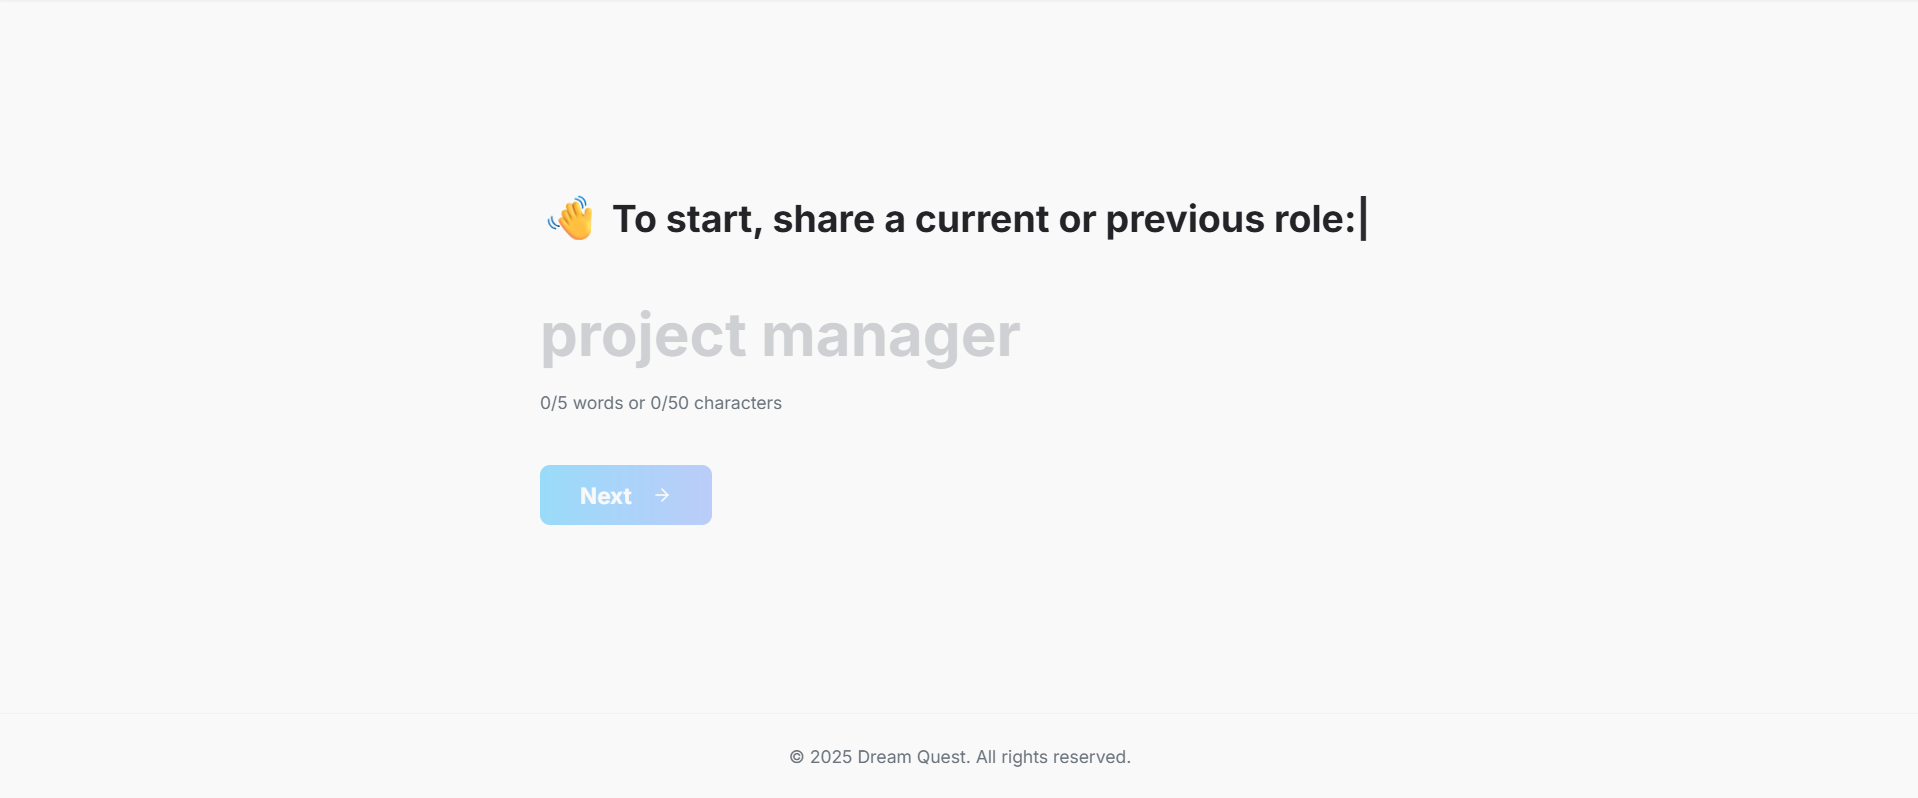 👋 To start, share a current or previous role:|
project manager
0/5 words or 0/50 characters
Next →
© 2025 Dream Quest. All rights reserved.